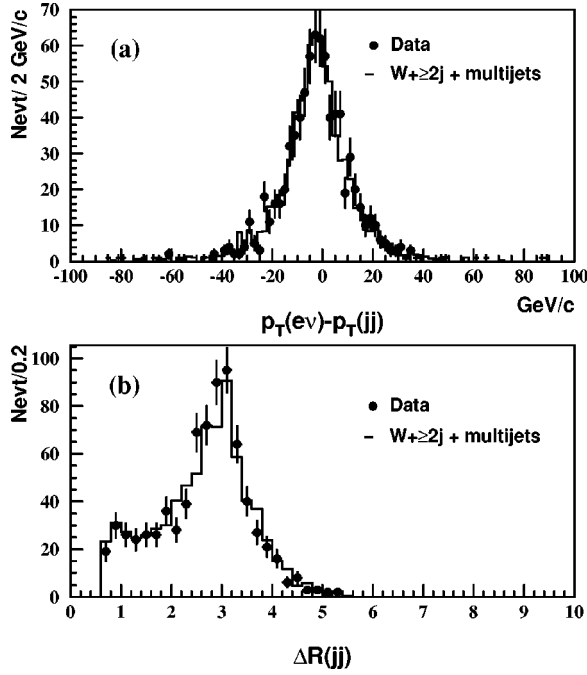 Nevt/ 2 GeV/c
70
60
50
40
30
20
10
0
(a)
Data
W+≥2j + multijets
-100 -80 -60 -40 -20 0 20 40 60 80 100
GeV/c
p_T(eν)-p_T(jj)
Nevt/0.2
100
80
60
40
20
0
(b)
Data
W+≥2j + multijets
0 1 2 3 4 5 6 7 8 9 10
ΔR(jj)